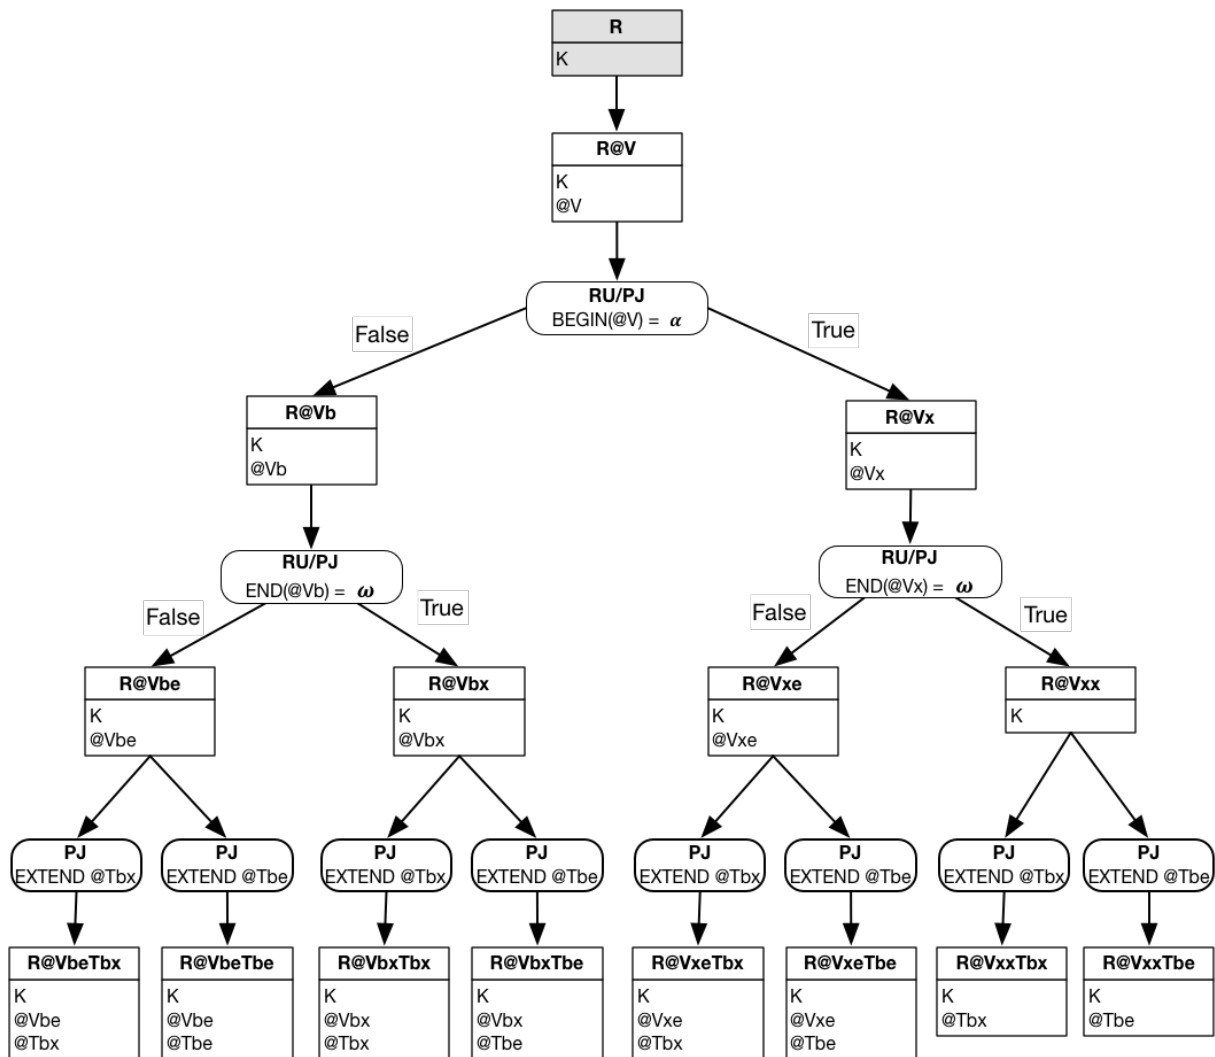 R
K
R@V
K
@V
RU/PJ
BEGIN(@V) = α
False
True
R@Vb
K
@Vb
R@Vx
K
@Vx
RU/PJ
END(@Vb) = ω
RU/PJ
END(@Vx) = ω
False
True
False
True
R@Vbe
K
@Vbe
R@Vbx
K
@Vbx
R@Vxe
K
@Vxe
R@Vxx
K
PJ
EXTEND @Tbx
PJ
EXTEND @Tbe
PJ
EXTEND @Tbx
PJ
EXTEND @Tbe
PJ
EXTEND @Tbx
PJ
EXTEND @Tbe
PJ
EXTEND @Tbx
PJ
EXTEND @Tbe
R@VbeTbx
K
@Vbe
@Tbx
R@VbeTbe
K
@Vbe
@Tbe
R@VbxTbx
K
@Vbx
@Tbx
R@VbxTbe
K
@Vbx
@Tbe
R@VxeTbx
K
@Vxe
@Tbx
R@VxeTbe
K
@Vxe
@Tbe
R@VxxTbx
K
@Tbx
R@VxxTbe
K
@Tbe